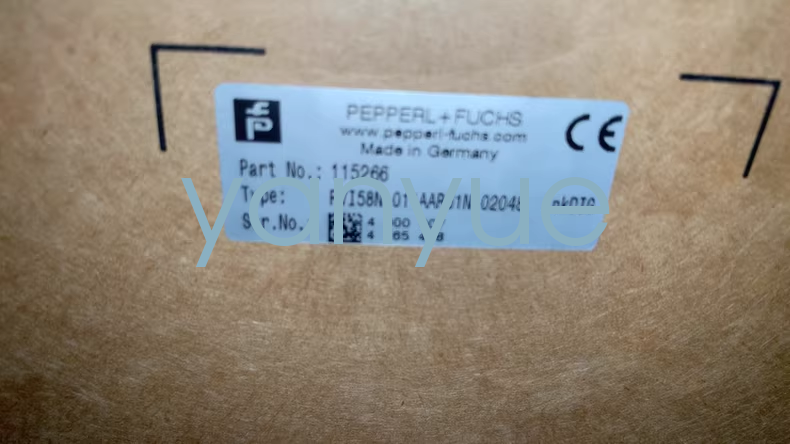 PEPPERL+FUCHS
www.pepperl-fuchs.com
Made in Germany
CE
Part No.: 115266
Type:
Ser.No.:
yanyue